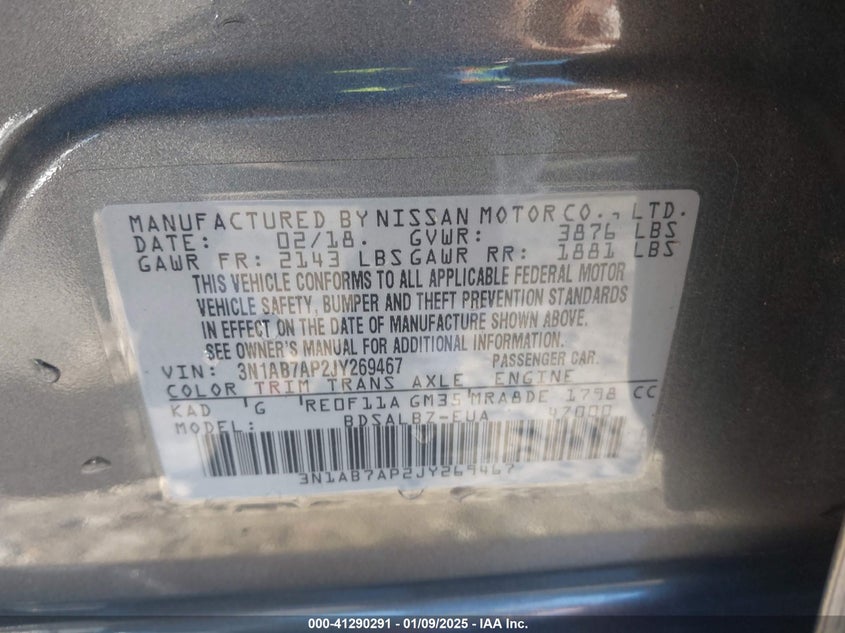 MANUFACTURED BY NISSAN MOTOR CO., LTD.
DATE: 02/18. GVWR: 3876 LBS
GAWR FR: 2143 LBS GAWR RR: 1881 LBS
THIS VEHICLE CONFORMS TO ALL APPLICABLE FEDERAL MOTOR
VEHICLE SAFETY, BUMPER AND THEFT PREVENTION STANDARDS
IN EFFECT ON THE DATE OF MANUFACTURE SHOWN ABOVE.
SEE OWNER'S MANUAL FOR ADDITIONAL INFORMATION.
VIN: 3N1AB7AP2JY269467 PASSENGER CAR.
COLOR TRIM TRANS AXLE ENGINE
KAD G RE0F11A GM35 MRA8DE 1798 CC
MODEL: BDSALB7-EUA 47000
3N1AB7AP2JY269467
000-41290291 - 01/09/2025 - © IAA Inc.